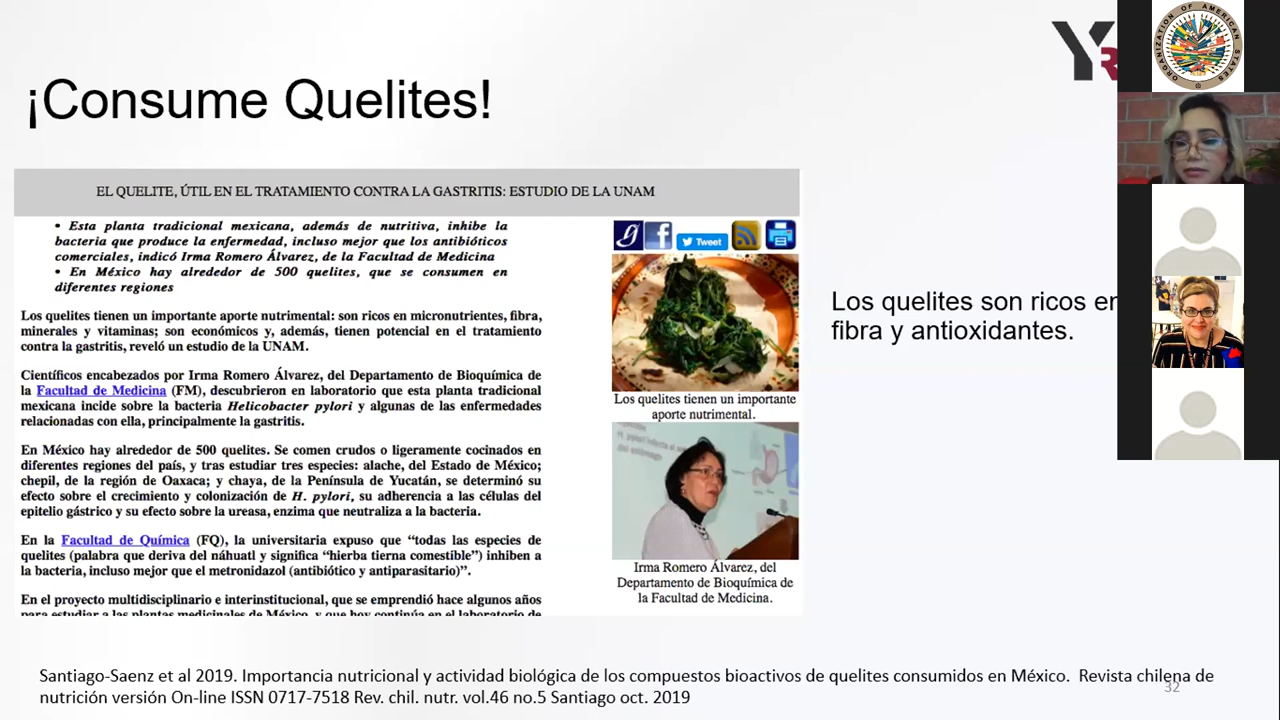 YR
ORGANIZATION OF AMERICAN STATES
¡Consume Quelites!
EL QUELITE, ÚTIL EN EL TRATAMIENTO CONTRA LA GASTRITIS: ESTUDIO DE LA UNAM
• Esta planta tradicional mexicana, además de nutritiva, inhibe la
bacteria que produce la enfermedad, incluso mejor que los antibióticos
comerciales, indicó Irma Romero Álvarez, de la Facultad de Medicina
• En México hay alrededor de 500 quelites, que se consumen en
diferentes regiones
Los quelites tienen un importante aporte nutrimental: son ricos en micronutrientes, fibra,
minerales y vitaminas; son económicos y, además, tienen potencial en el tratamiento
contra la gastritis, reveló un estudio de la UNAM.
Científicos encabezados por Irma Romero Álvarez, del Departamento de Bioquímica de
la Facultad de Medicina (FM), descubrieron en laboratorio que esta planta tradicional
mexicana incide sobre la bacteria Helicobacter pylori y algunas de las enfermedades
relacionadas con ella, principalmente la gastritis.
En México hay alrededor de 500 quelites. Se comen crudos o ligeramente cocinados en
diferentes regiones del país, y tras estudiar tres especies: alache, del Estado de México;
chepil, de la región de Oaxaca; y chaya, de la Península de Yucatán, se determinó su
efecto sobre el crecimiento y colonización de H. pylori, su adherencia a las células del
epitelio gástrico y su efecto sobre la ureasa, enzima que neutraliza a la bacteria.
En la Facultad de Química (FQ), la universitaria expuso que “todas las especies de
quelites (palabra que deriva del náhuatl y significa “hierba tierna comestible”) inhiben a
la bacteria, incluso mejor que el metronidazol (antibiótico y antiparasitario)”.
En el proyecto multidisciplinario e interinstitucional, que se emprendió hace algunos años
para estudiar a las plantas medicinales de México, y que hoy continúa en el laboratorio de
Tweet
Los quelites tienen un importante
aporte nutrimental.
Irma Romero Álvarez, del
Departamento de Bioquímica de
la Facultad de Medicina.
Los quelites son ricos en
fibra y antioxidantes.
Santiago-Saenz et al 2019. Importancia nutricional y actividad biológica de los compuestos bioactivos de quelites consumidos en México. Revista chilena de
nutrición versión On-line ISSN 0717-7518 Rev. chil. nutr. vol.46 no.5 Santiago oct. 2019
32